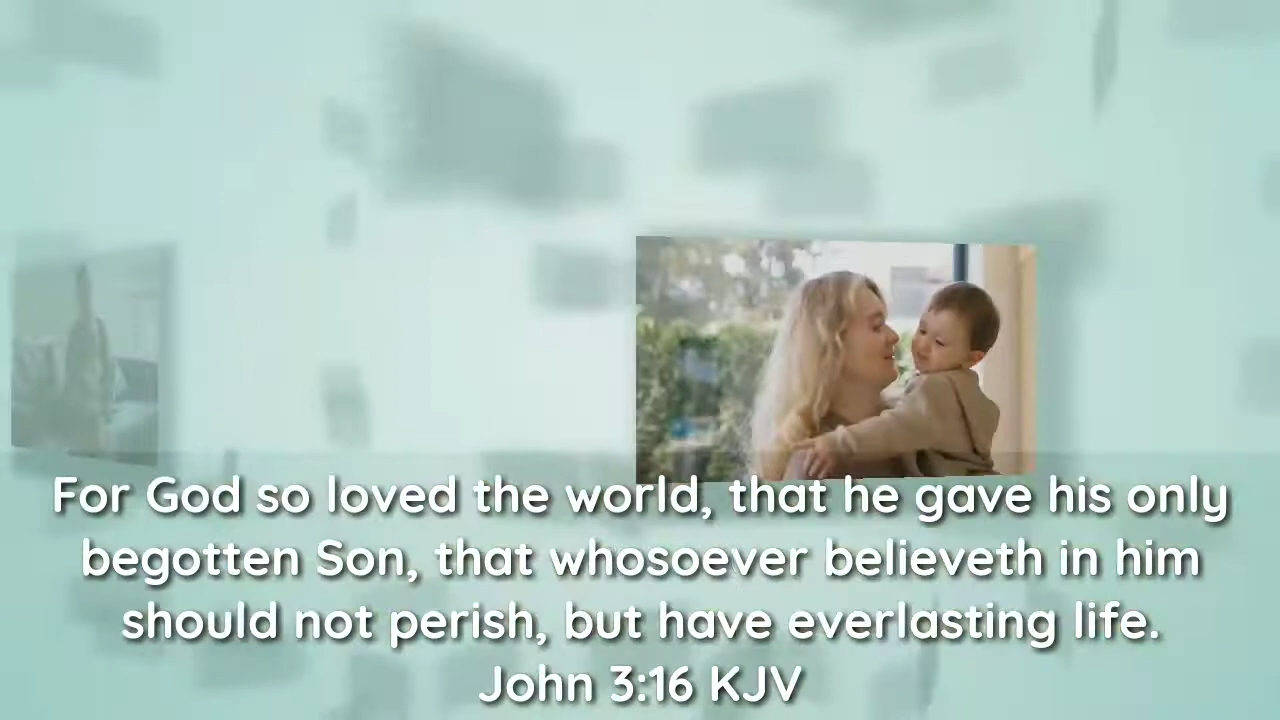 For God so loved the world, that he gave his only
begotten Son, that whosoever believeth in him
should not perish, but have everlasting life.
John 3:16 KJV